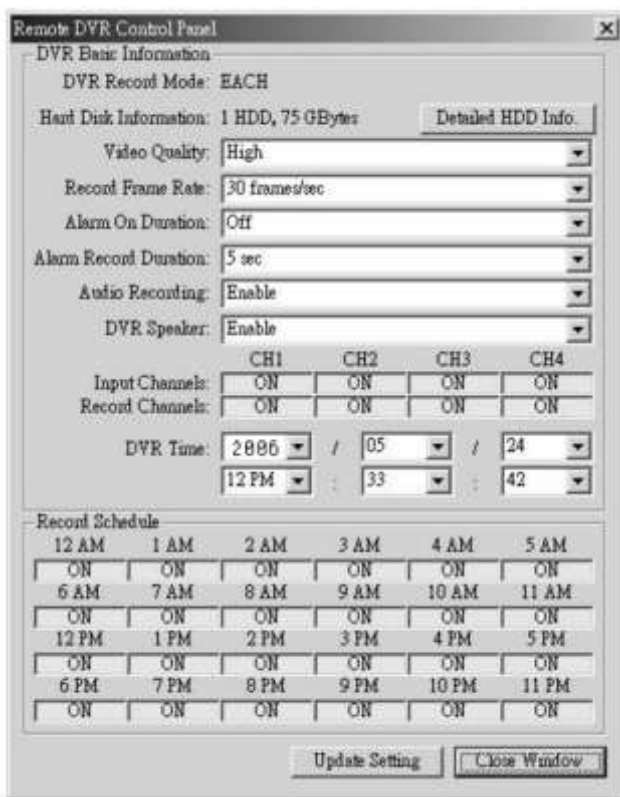 Remote DVR Control Panel
DVR Basic Information
DVR Record Mode: EACH
Hard Disk Information: 1 HDD, 75 GBytes Detailed HDD Info.
Video Quality: High
Record Frame Rate: 30 frames/sec
Alarm On Duration: Off
Alarm Record Duration: 5 sec
Audio Recording: Enable
DVR Speaker: Enable
CH1 CH2 CH3 CH4
Input Channels: ON ON ON ON
Record Channels: ON ON ON ON
DVR Time: 2006 / 05 / 24
12 PM : 33 : 42
Record Schedule
12 AM 1 AM 2 AM 3 AM 4 AM 5 AM
ON ON ON ON ON ON
6 AM 7 AM 8 AM 9 AM 10 AM 11 AM
ON ON ON ON ON ON
12 PM 1 PM 2 PM 3 PM 4 PM 5 PM
ON ON ON ON ON ON
6 PM 7 PM 8 PM 9 PM 10 PM 11 PM
ON ON ON ON ON ON
Update Setting Close Window